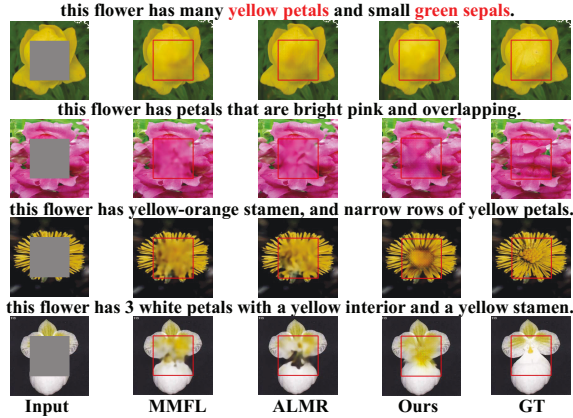 this flower has many yellow petals and small green sepals.
this flower has petals that are bright pink and overlapping.
this flower has yellow-orange stamen, and narrow rows of yellow petals.
this flower has 3 white petals with a yellow interior and a yellow stamen.
Input MMFL ALMR Ours GT